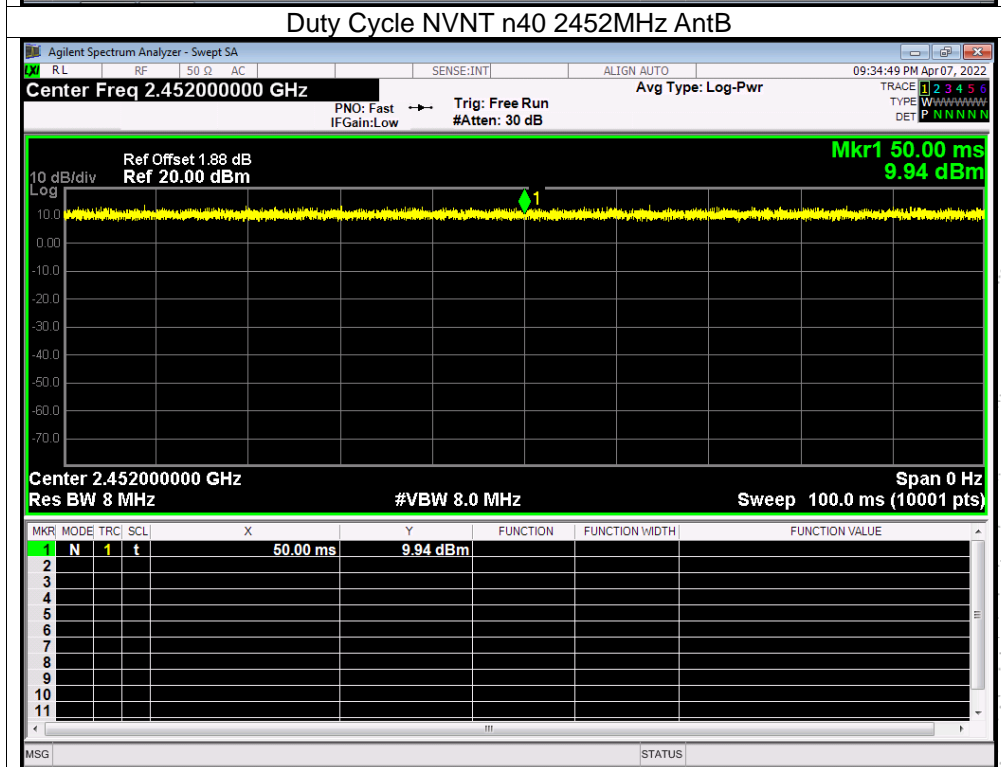 Duty Cycle NVNT n40 2452MHz AntB
Agilent Spectrum Analyzer - Swept SA
LXI RL RF 50 Ω AC SENSE:INT ALIGN AUTO 09:34:49 PM Apr 07, 2022
Center Freq 2.452000000 GHz Avg Type: Log-Pwr TRACE 1 2 3 4 5 6
PNO: Fast Trig: Free Run TYPE WWWWWW
IFGain:Low #Atten: 30 dB DET P N N N N N
Mkr1 50.00 ms
Ref Offset 1.88 dB
10 dB/div Ref 20.00 dBm 9.94 dBm
Log
1
10.0
0.00
-10.0
-20.0
-30.0
-40.0
-50.0
-60.0
-70.0
Center 2.452000000 GHz Span 0 Hz
Res BW 8 MHz #VBW 8.0 MHz Sweep 100.0 ms (10001 pts)
MKR MODE TRC SCL X Y FUNCTION FUNCTION WIDTH FUNCTION VALUE
1 N 1 t 50.00 ms 9.94 dBm
2
3
4
5
6
7
8
9
10
11
MSG STATUS